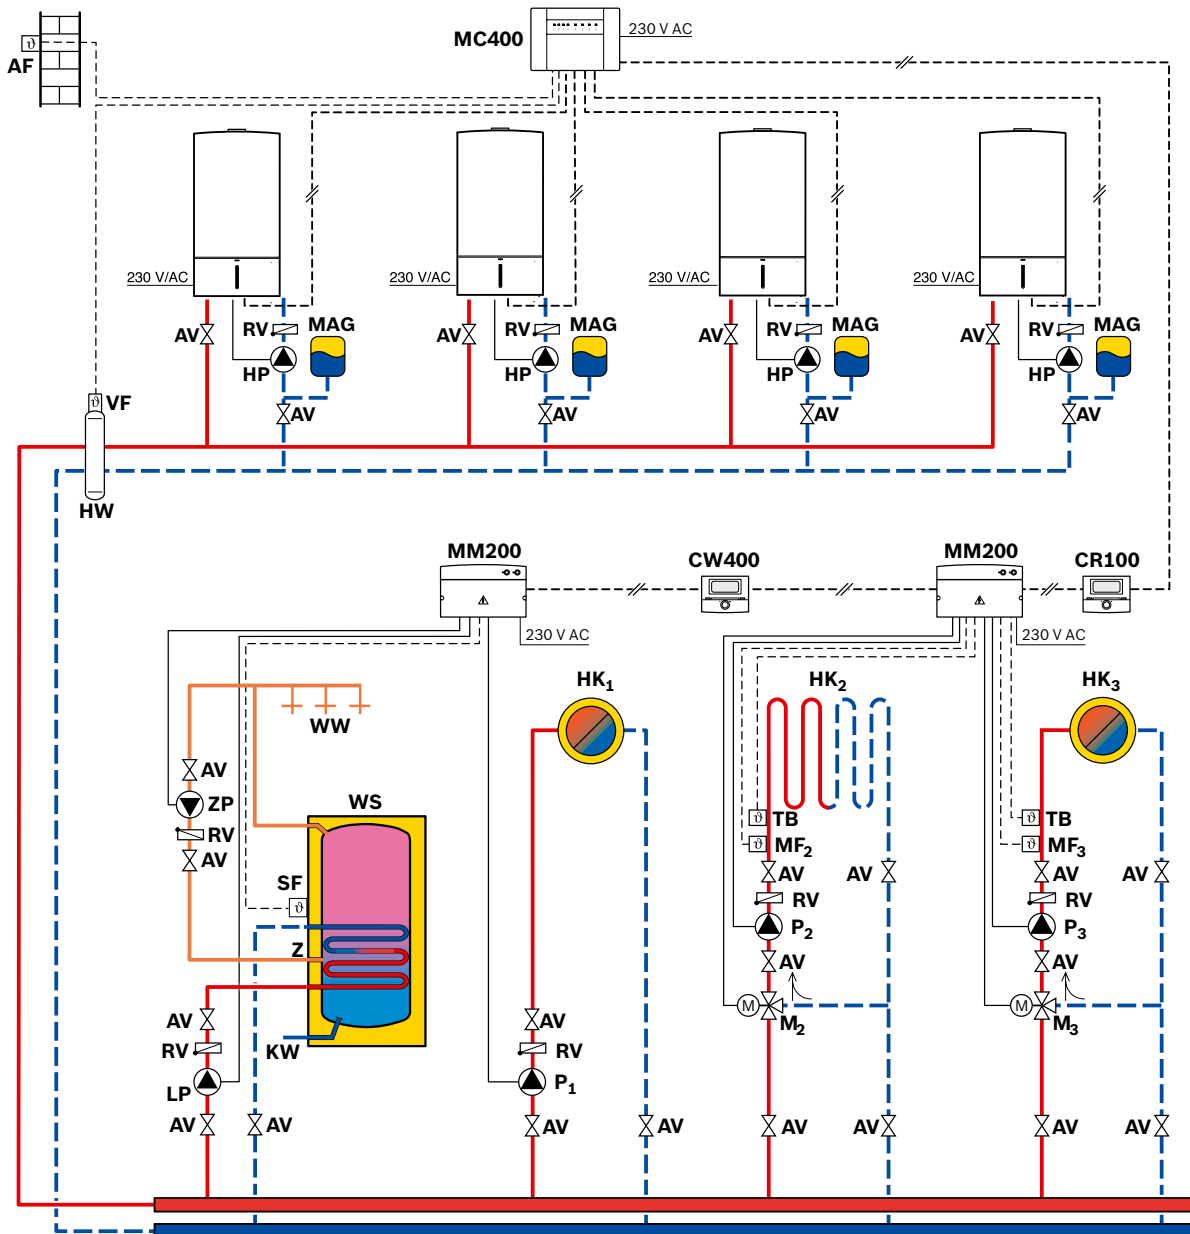 MC400
230 V AC
ϑ
AF
230 V/AC
230 V/AC
230 V/AC
230 V/AC
AV
RV
MAG
AV
RV
MAG
AV
RV
MAG
AV
RV
MAG
HP
HP
HP
HP
ϑ VF
AV
AV
AV
AV
HW
MM200
CW400
MM200
CR100
230 V AC
230 V AC
HK1
HK2
HK3
WW
AV
ZP
WS
RV
AV
ϑ TB
ϑ TB
ϑ MF2
ϑ MF3
AV
AV
AV
AV
SF
ϑ
RV
RV
P2
P3
Z
AV
AV
M
M
AV
AV
M2
M3
RV
KW
RV
LP
P1
AV
AV
AV
AV
AV
AV
AV
AV